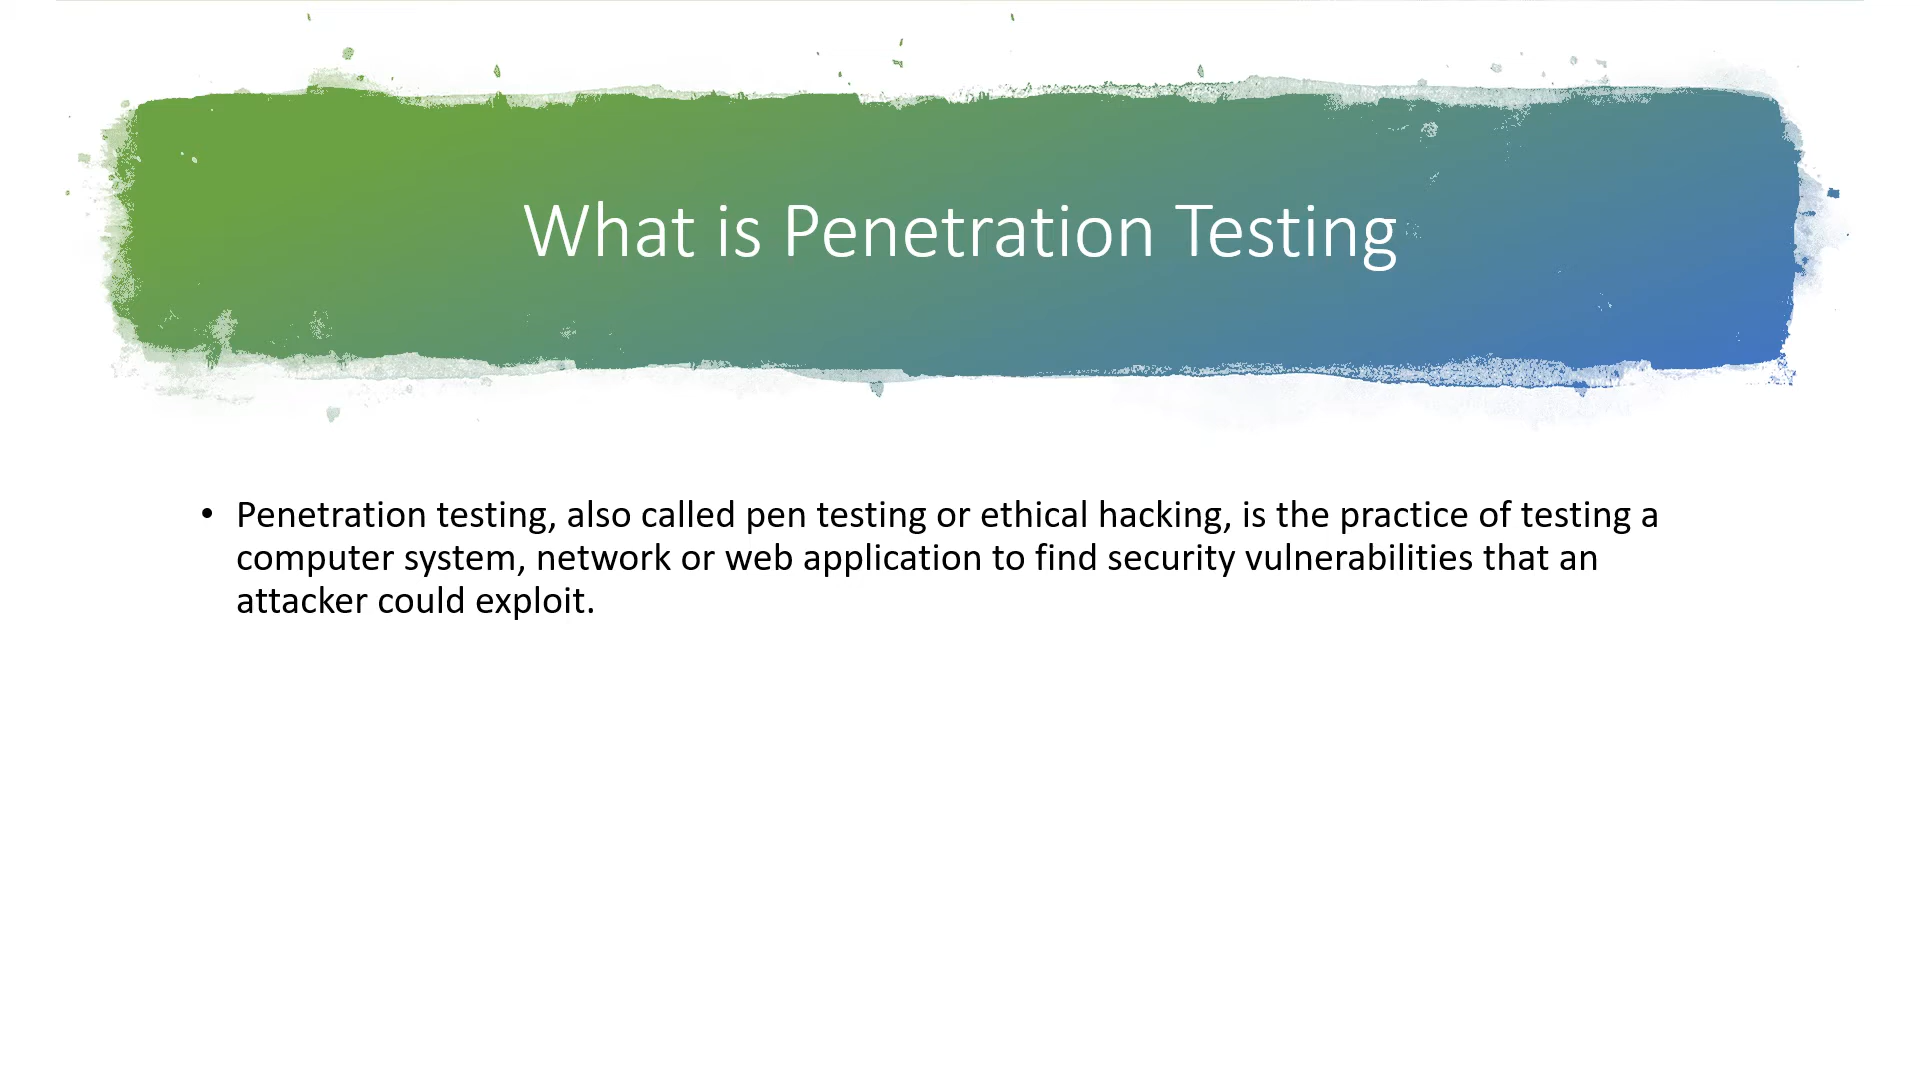 What is Penetration Testing
• Penetration testing, also called pen testing or ethical hacking, is the practice of testing a
computer system, network or web application to find security vulnerabilities that an
attacker could exploit.